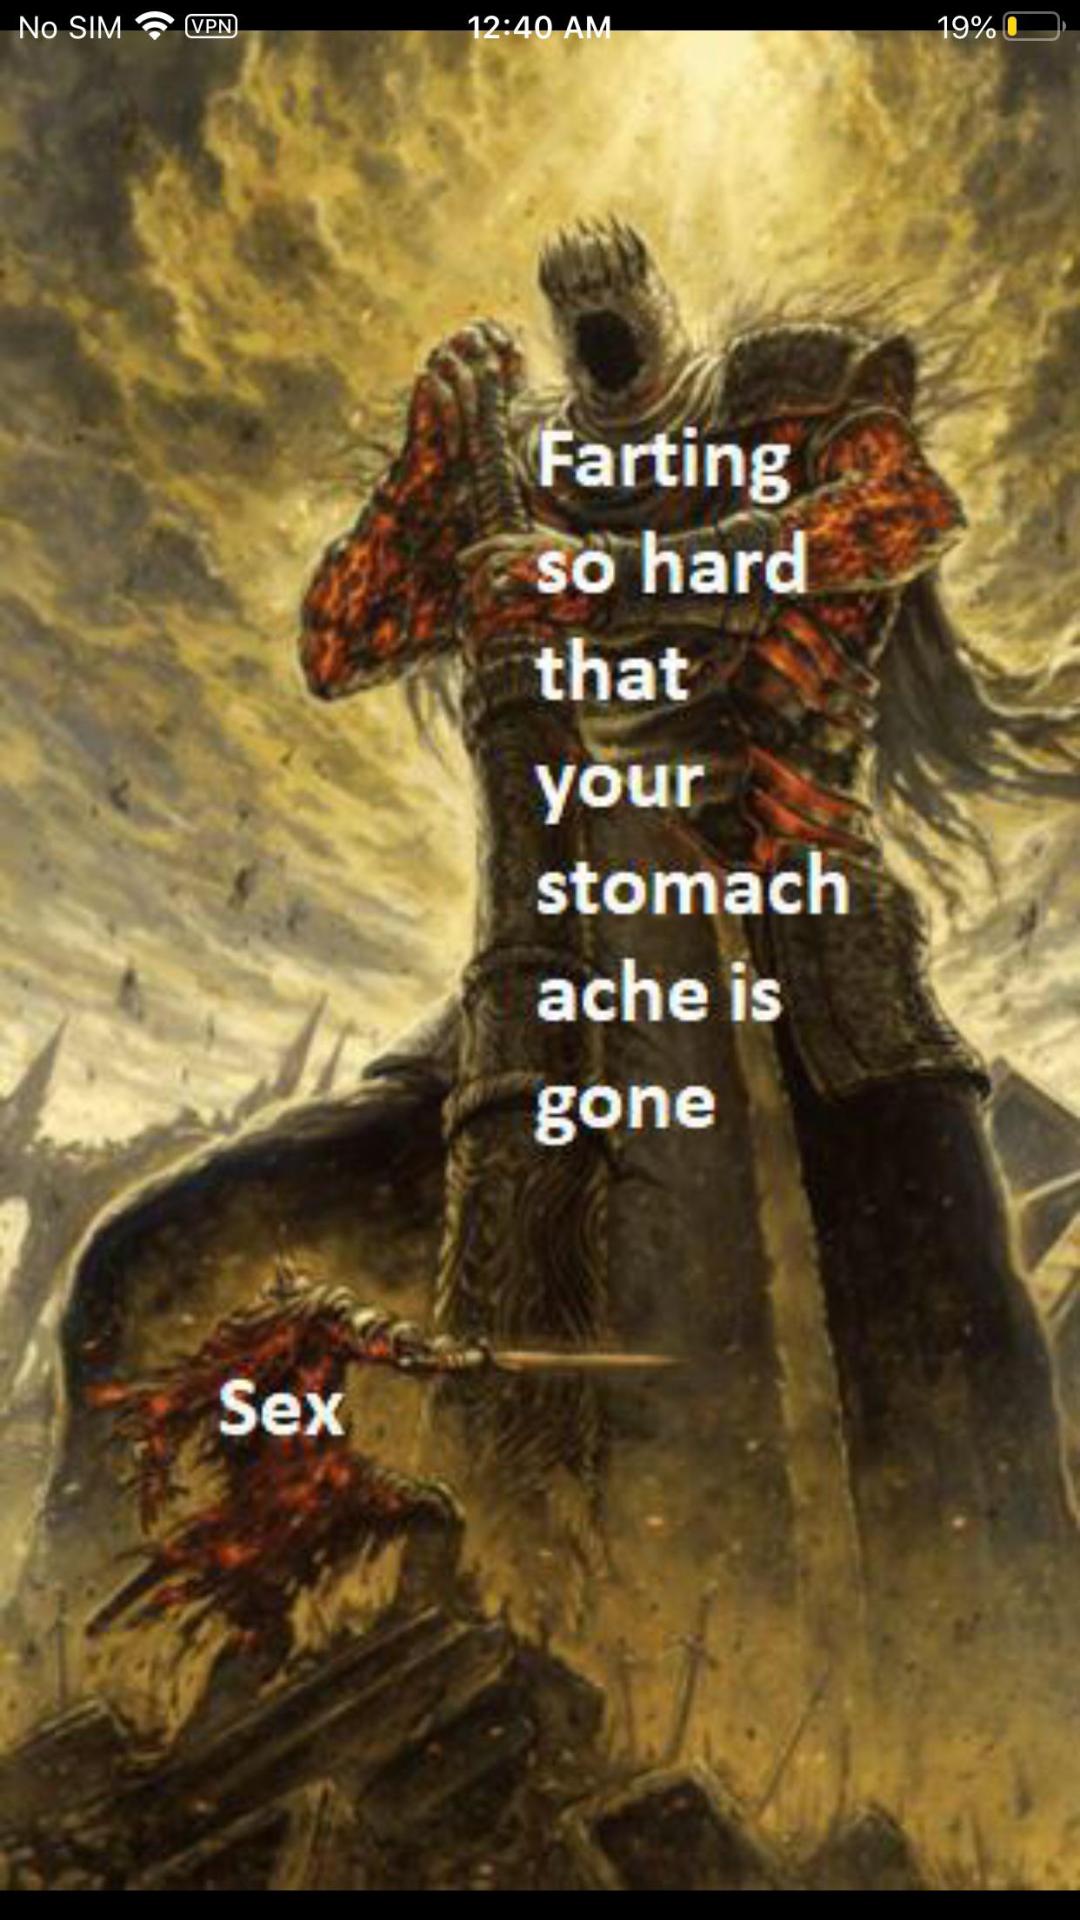 No SIM VPN 12:40 AM 19%
Farting
so hard
that
your
stomach
ache is
gone
Sex